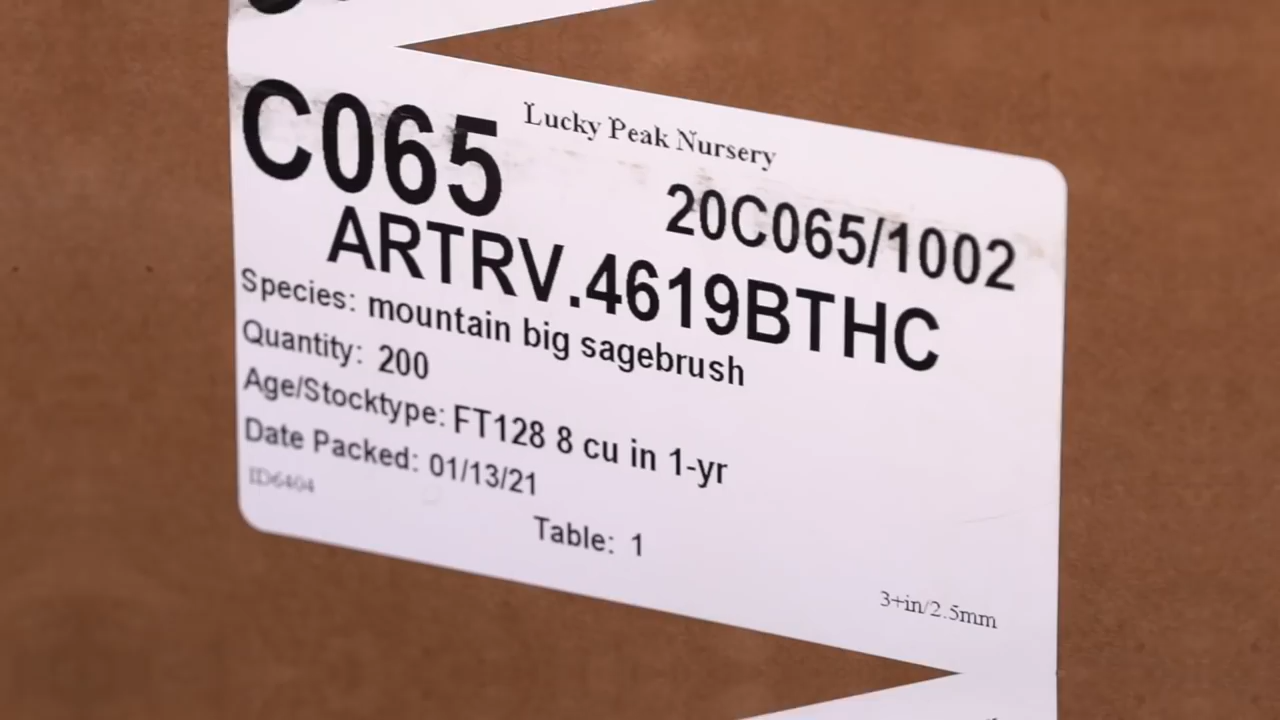 Lucky Peak Nursery
C065
20C065/1002
ARTRV.4619BTHC
Species: mountain big sagebrush
Quantity: 200
Age/Stocktype: FT128 8 cu in 1-yr
Date Packed: 01/13/21
ID6404
Table: 1
3+in/2.5mm